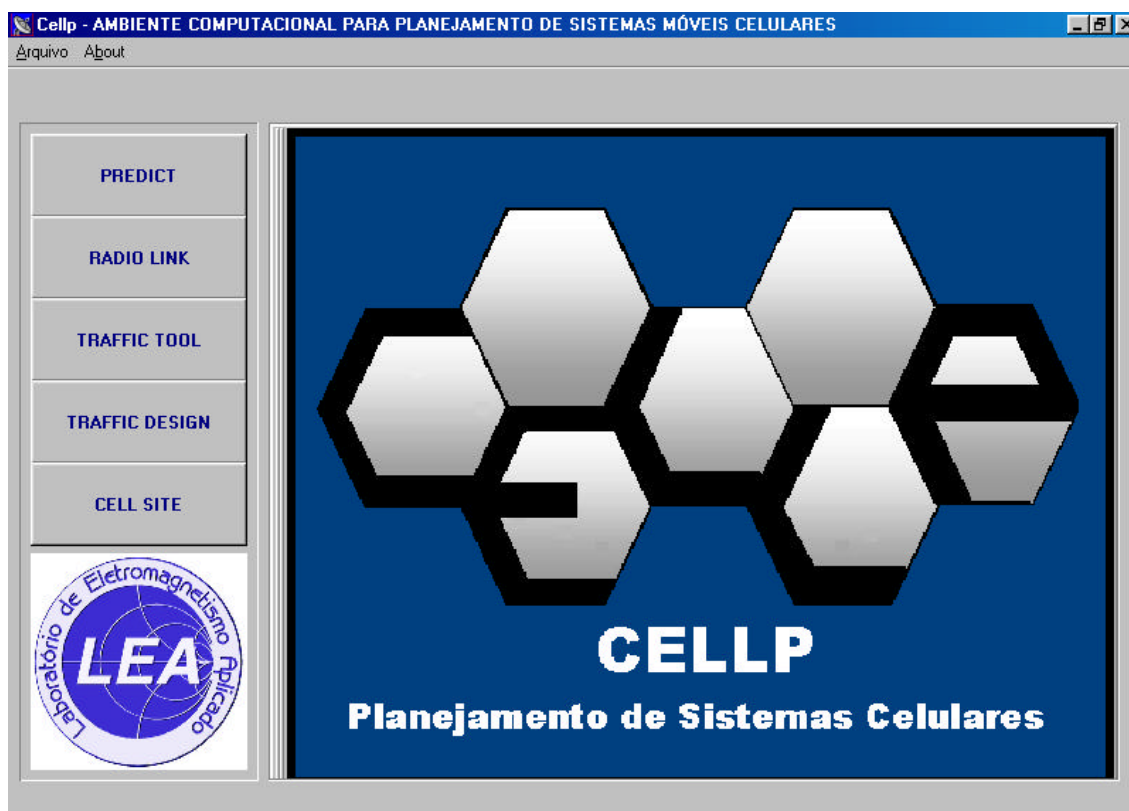 Cellp - AMBIENTE COMPUTACIONAL PARA PLANEJAMENTO DE SISTEMAS MÓVEIS CELULARES
Arquivo About
PREDICT
RADIO LINK
TRAFFIC TOOL
TRAFFIC DESIGN
CELL SITE
Laboratório de Eletromagnetismo Aplicado
LEA
CELLP
Planejamento de Sistemas Celulares